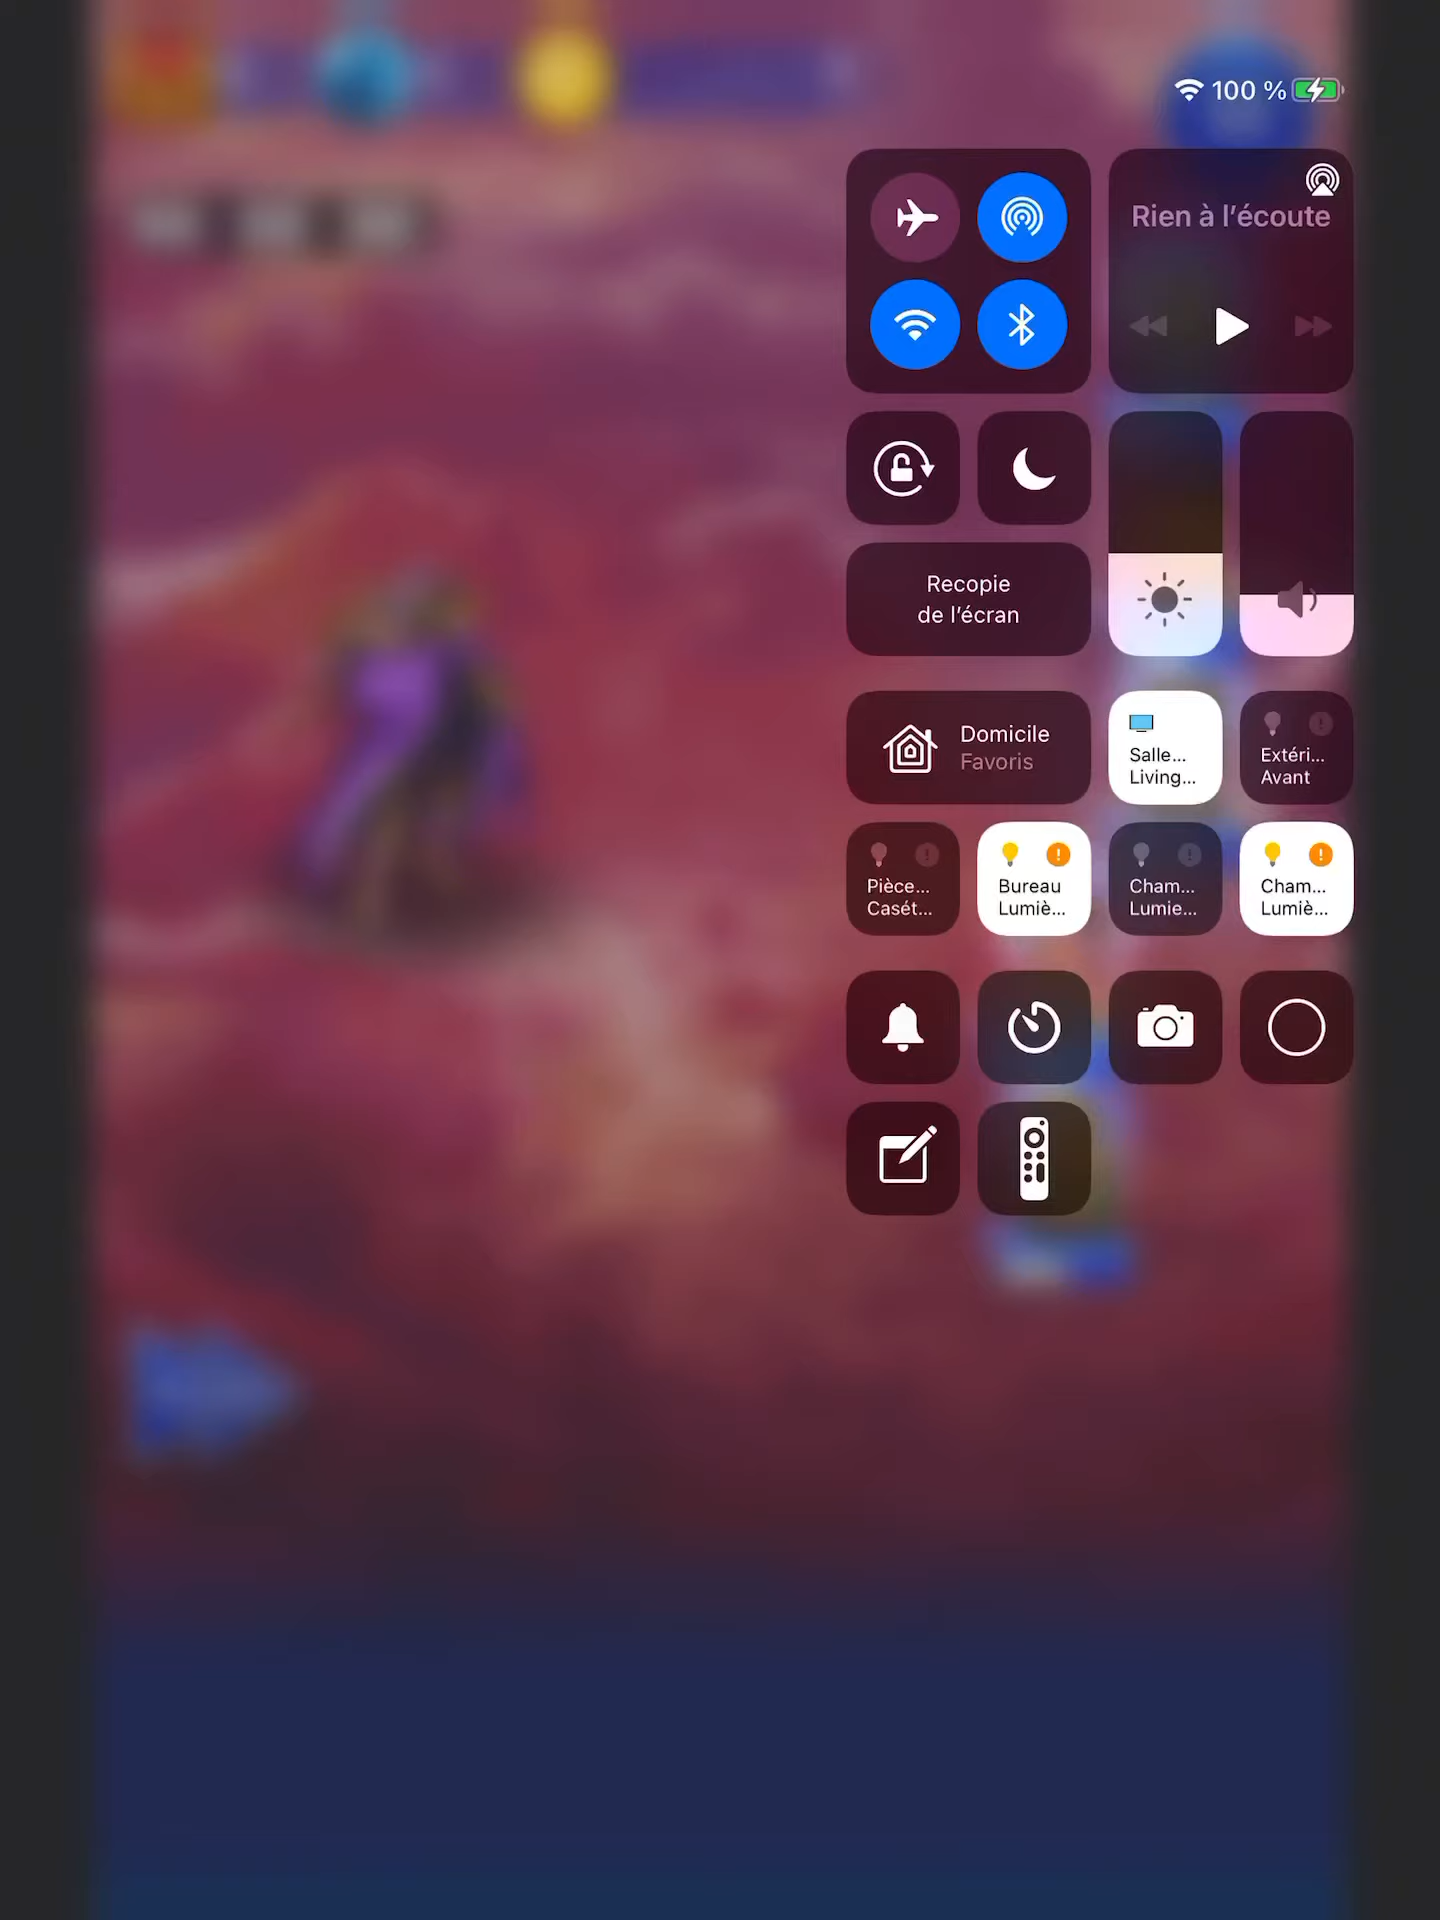 100 %
Rien à l’écoute
Recopie
de l’écran
Domicile
Favoris
Salle...
Living...
Extéri...
Avant
Pièce...
Casét...
Bureau
Lumiè...
Cham...
Lumie...
Cham...
Lumiè...